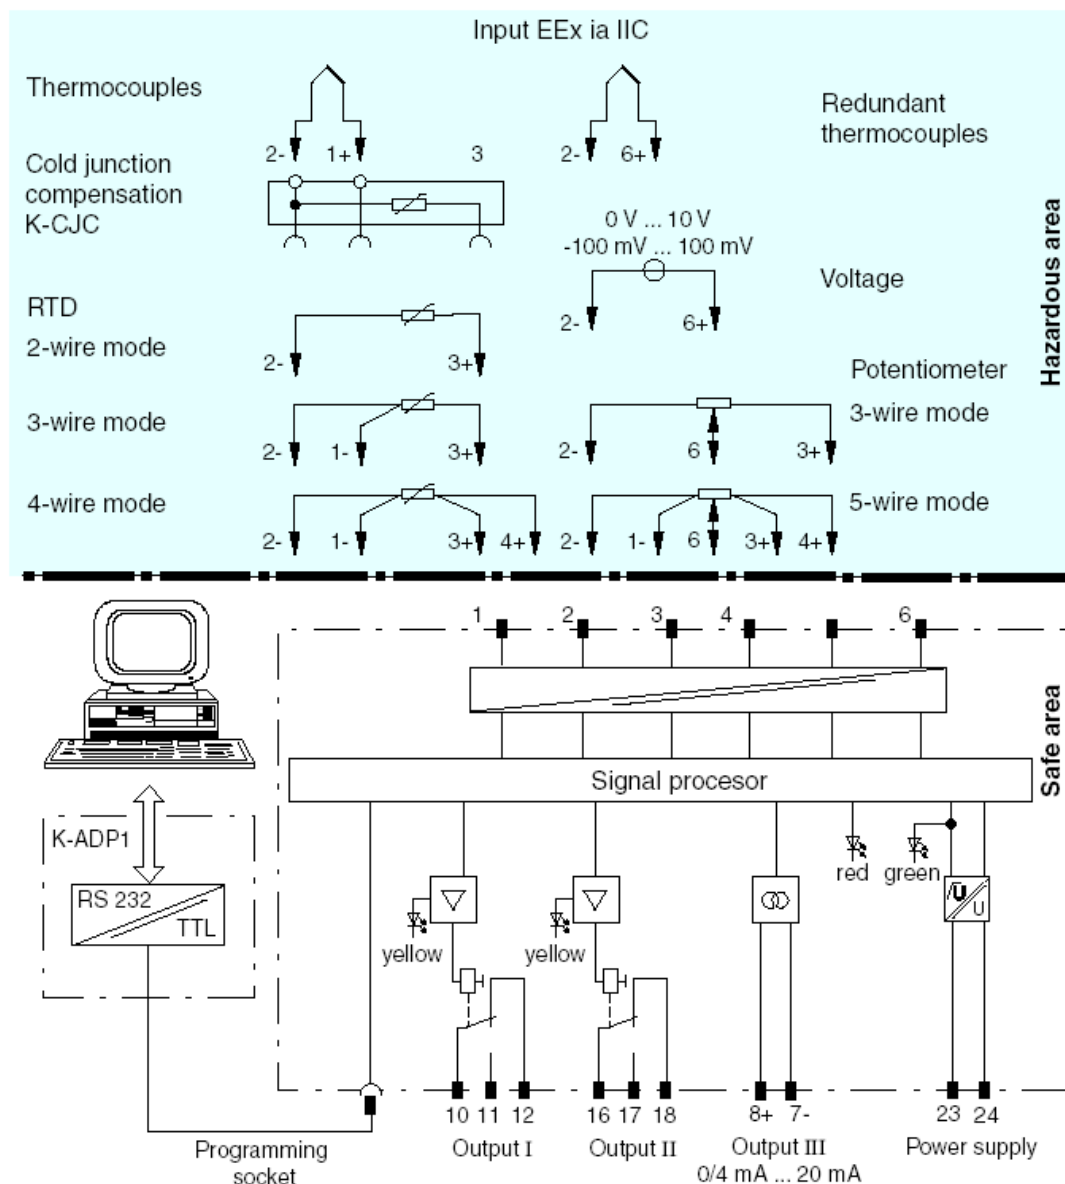 Input EEx ia IIC
Thermocouples
Redundant
thermocouples
2-
1+
3
2-
6+
Cold junction
compensation
K-CJC
0 V ... 10 V
-100 mV ... 100 mV
Voltage
2-
6+
RTD
2-wire mode
2-
3+
Potentiometer
3-wire mode
2-
1-
3+
2-
6
3+
3-wire mode
4-wire mode
2-
1-
3+
4+
2-
1-
6
3+
4+
5-wire mode
Hazardous area
1
2
3
4
6
Safe area
Signal procesor
K-ADP1
RS 232
TTL
yellow
yellow
red
green
U
U
10
11
12
16
17
18
8+
7-
23
24
Programming
socket
Output I
Output II
Output III
0/4 mA ... 20 mA
Power supply